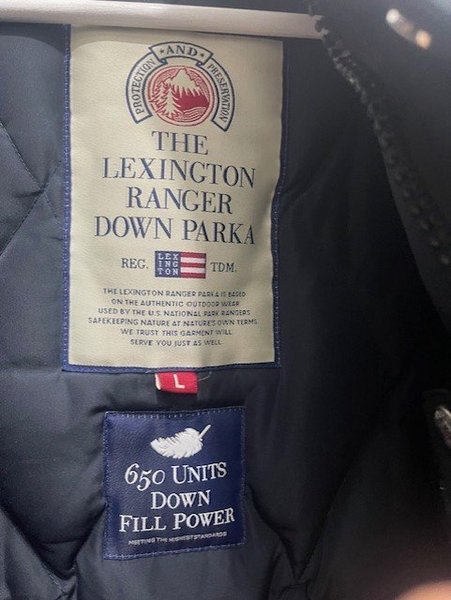 PROTECTION AND PRESERVATION
THE
LEXINGTON
RANGER
DOWN PARKA
REG. LEX ING TON TDM.
THE LEXINGTON RANGER PARKA IS BASED
ON THE AUTHENTIC OUTDOOR WEAR
USED BY THE U.S. NATIONAL PARK RANGERS
SAFEKEEPING NATURE AT NATURE'S OWN TERMS.
WE TRUST THIS GARMENT WILL
SERVE YOU JUST AS WELL.
L
650 UNITS
DOWN
FILL POWER
MEETING THE HIGHEST STANDARDS